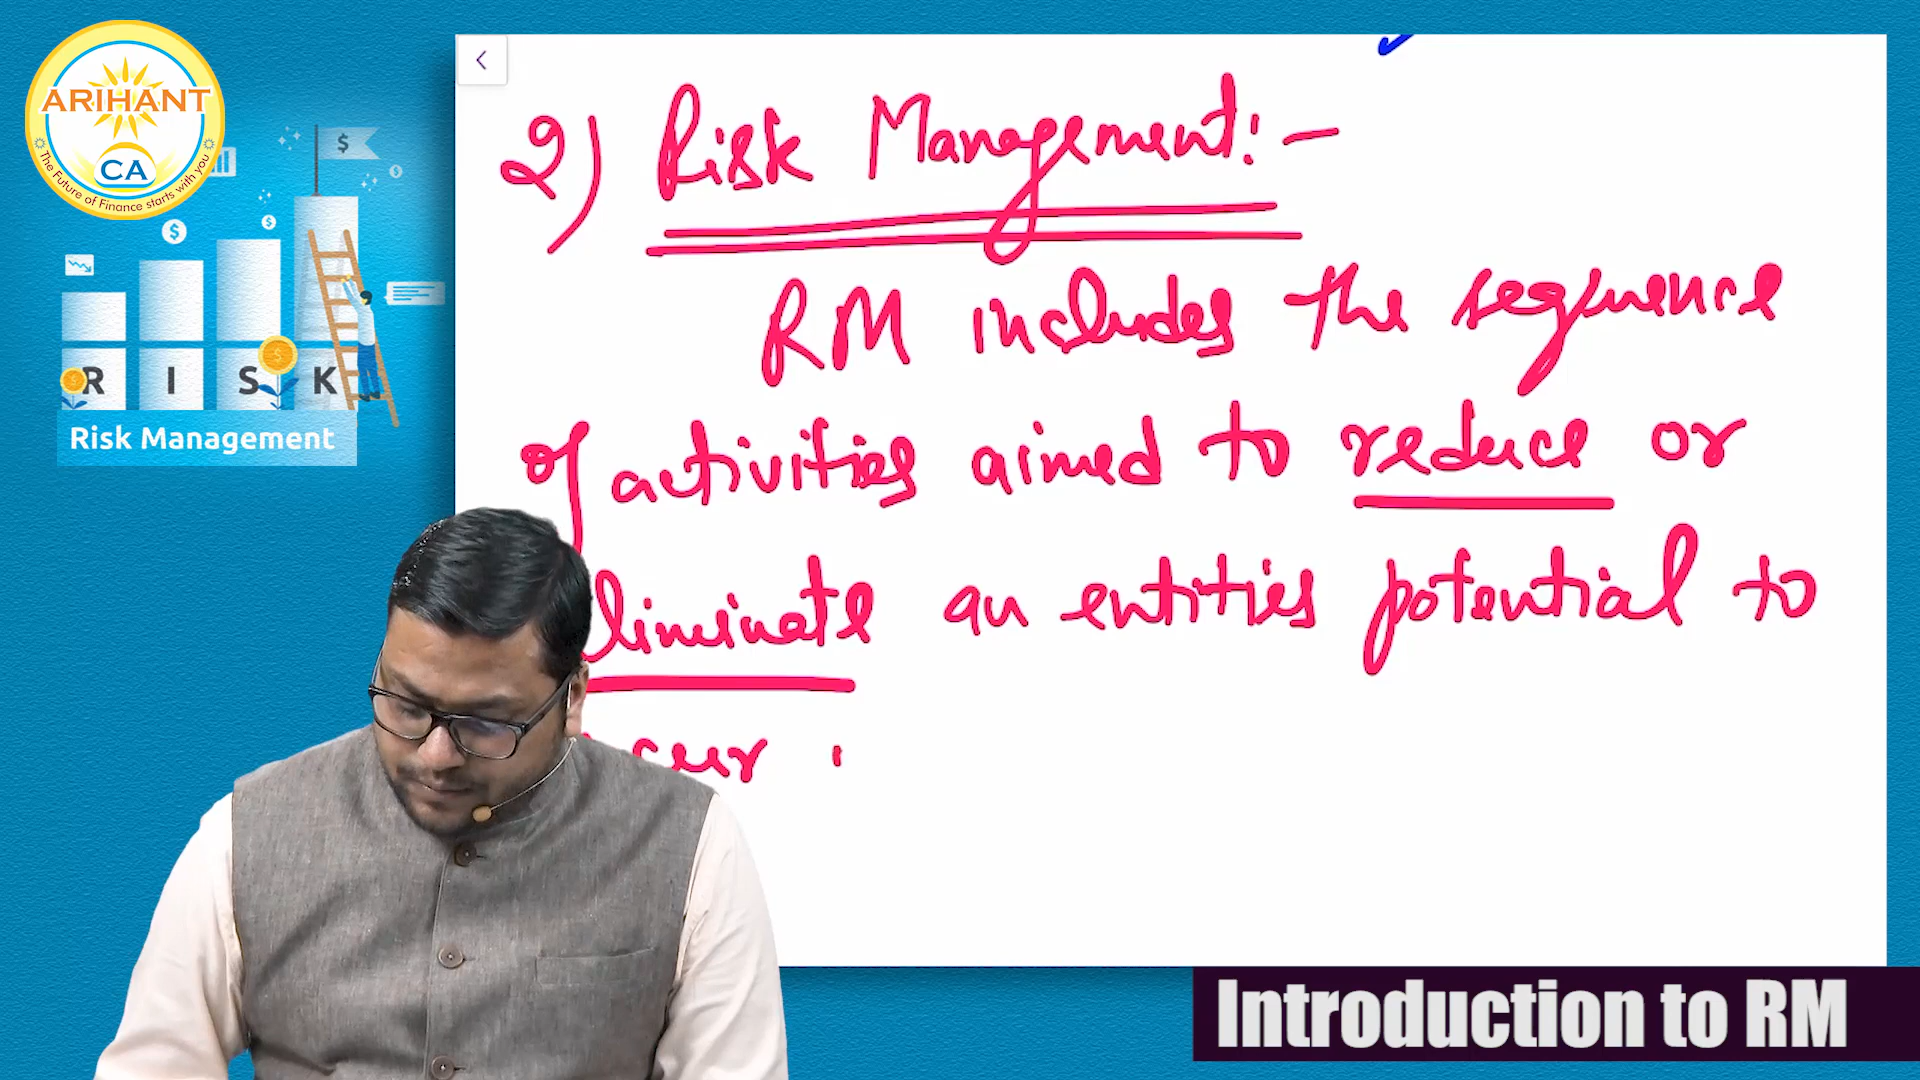 ARIHANT
CA
The Future of Finance starts with you
$
$
$
$
$
R I S K
Risk Management
2) Risk Management:-
RM includes the sequence
of activities aimed to reduce or
liminate an entities potential to
cur
Introduction to RM